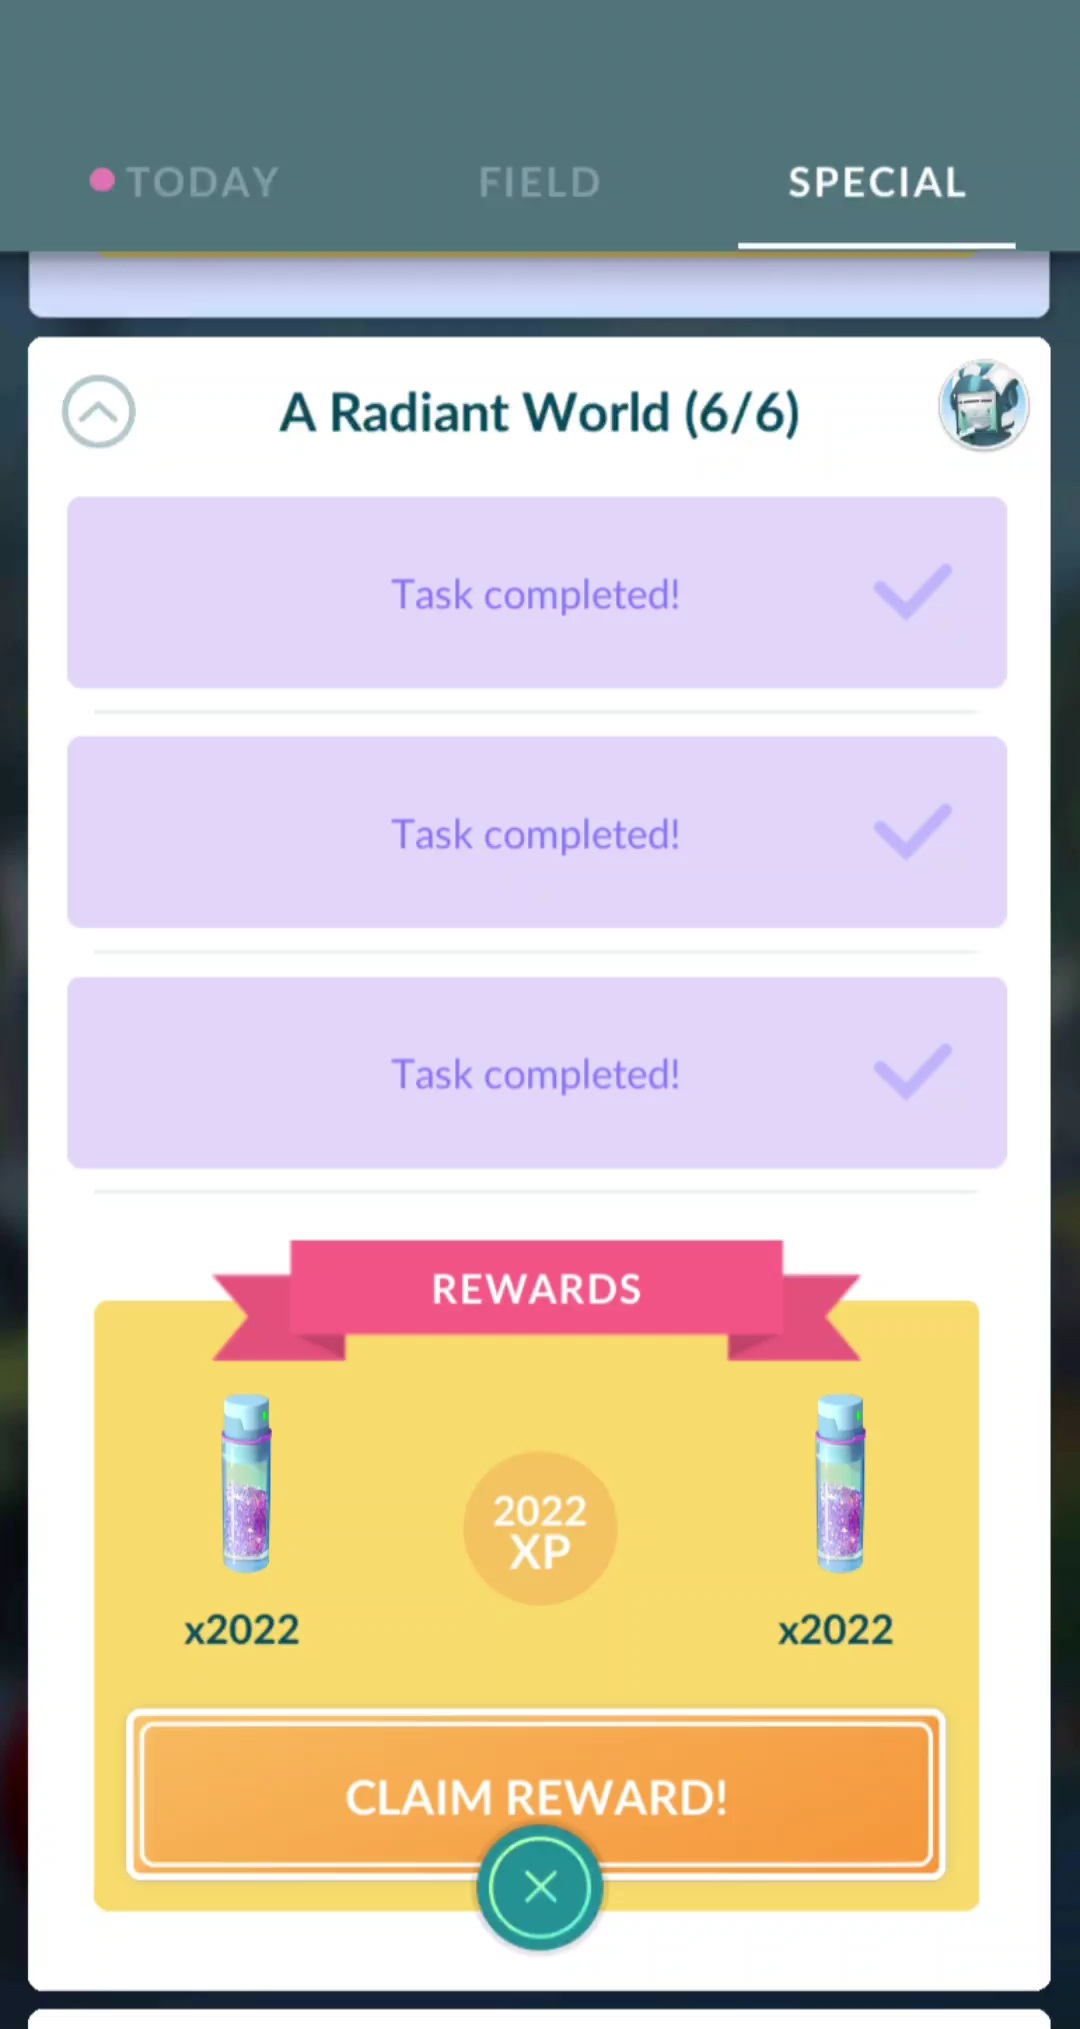 TODAY
FIELD
SPECIAL
A Radiant World (6/6)
Task completed!
Task completed!
Task completed!
REWARDS
2022
XP
x2022
x2022
CLAIM REWARD!